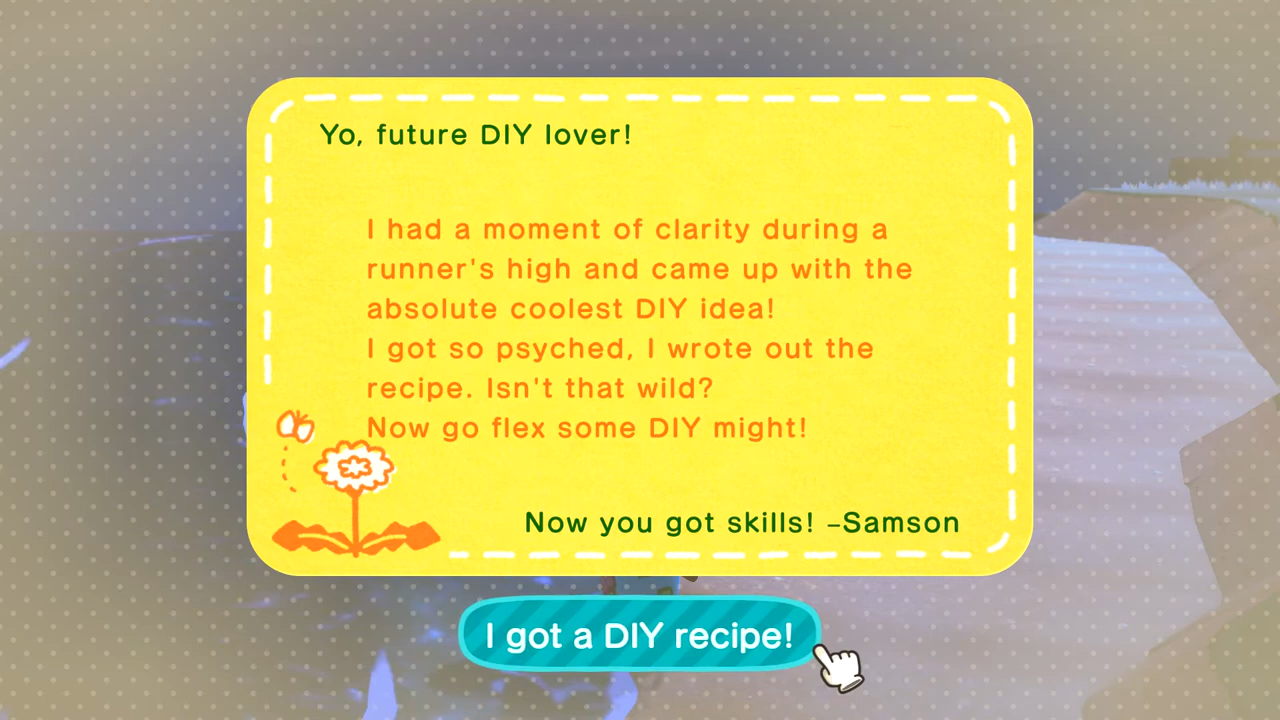 Yo, future DIY lover!
I had a moment of clarity during a
runner's high and came up with the
absolute coolest DIY idea!
I got so psyched, I wrote out the
recipe. Isn't that wild?
Now go flex some DIY might!
Now you got skills! –Samson
I got a DIY recipe!